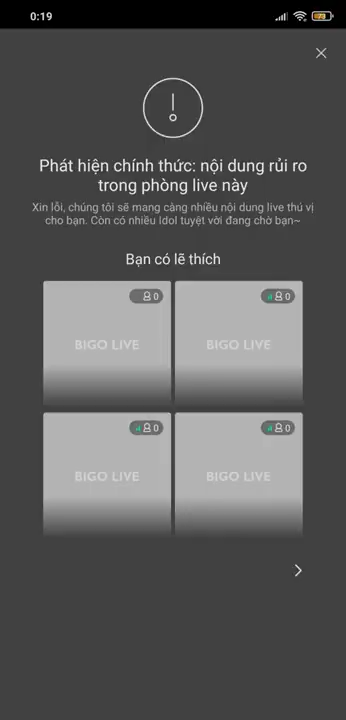 0:19
Phát hiện chính thức: nội dung rủi ro
trong phòng live này
Xin lỗi, chúng tôi sẽ mang càng nhiều nội dung live thú vị
cho bạn. Còn có nhiều Idol tuyệt vời đang chờ bạn~
Bạn có lẽ thích
0
0
BIGO LIVE
BIGO LIVE
0
0
BIGO LIVE
BIGO LIVE